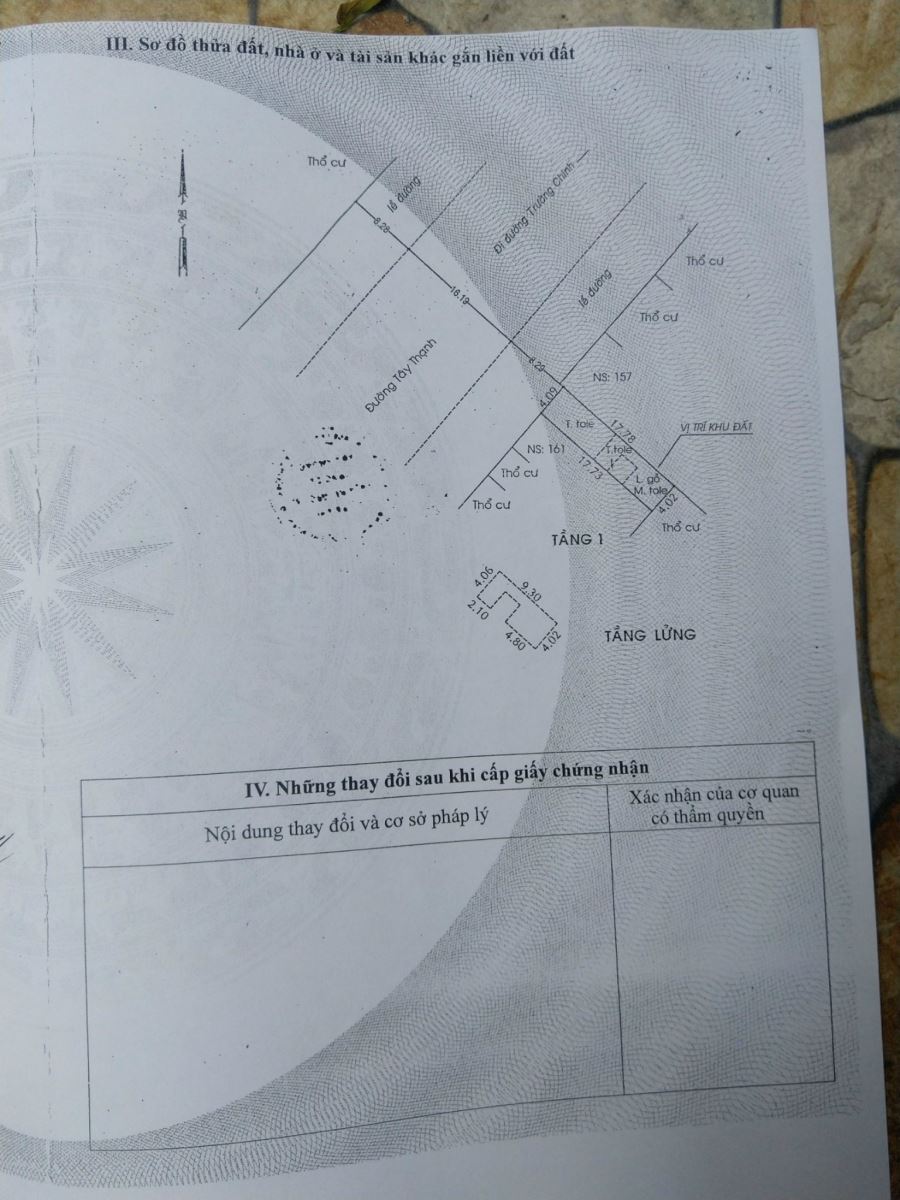 III. Sơ đồ thửa đất, nhà ở và tài sản khác gắn liền với đất
Thổ cư
lề đường
Đi đường Trường Chinh
8.28
B
16.19
lề đường
Thổ cư
Thổ cư
Đường Tây Thạnh
8.29
NS: 157
4.09
T. tole
17.78
VỊ TRÍ KHU ĐẤT
T.tole
NS: 161
17.73
L. gỗ
M. tole
4.02
Thổ cư
Thổ cư
Thổ cư
TẦNG 1
4.06
9.30
2.10
4.80
4.02
TẦNG LỬNG
IV. Những thay đổi sau khi cấp giấy chứng nhận
Nội dung thay đổi và cơ sở pháp lý
Xác nhận của cơ quan
có thẩm quyền